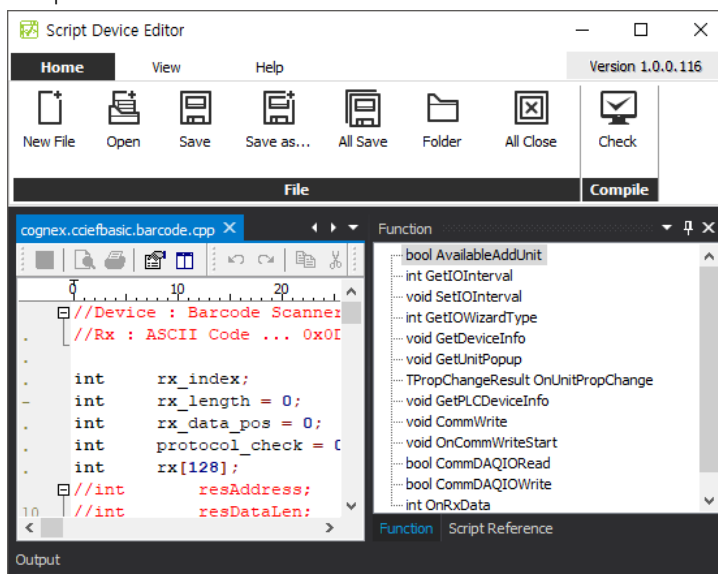 Script Device Editor
Home View Help Version 1.0.0.116
New File Open Save Save as... All Save Folder All Close Check
File Compile
cognex.cciefbasic.barcode.cpp Function
0 10 20
//Device : Barcode Scanner
//Rx : ASCII Code ... 0x0D
int rx_index;
int rx_length = 0;
int rx_data_pos = 0;
int protocol_check = 0
int rx[128];
//int resAddress;
10 //int resDataLen;
bool AvailableAddUnit
int GetIOInterval
void SetIOInterval
int GetIOWizardType
void GetDeviceInfo
void GetUnitPopup
TPropChangeResult OnUnitPropChange
void GetPLCDeviceInfo
void CommWrite
void OnCommWriteStart
bool CommDAQIORead
bool CommDAQIOWrite
int OnRxData
Function Script Reference
Output